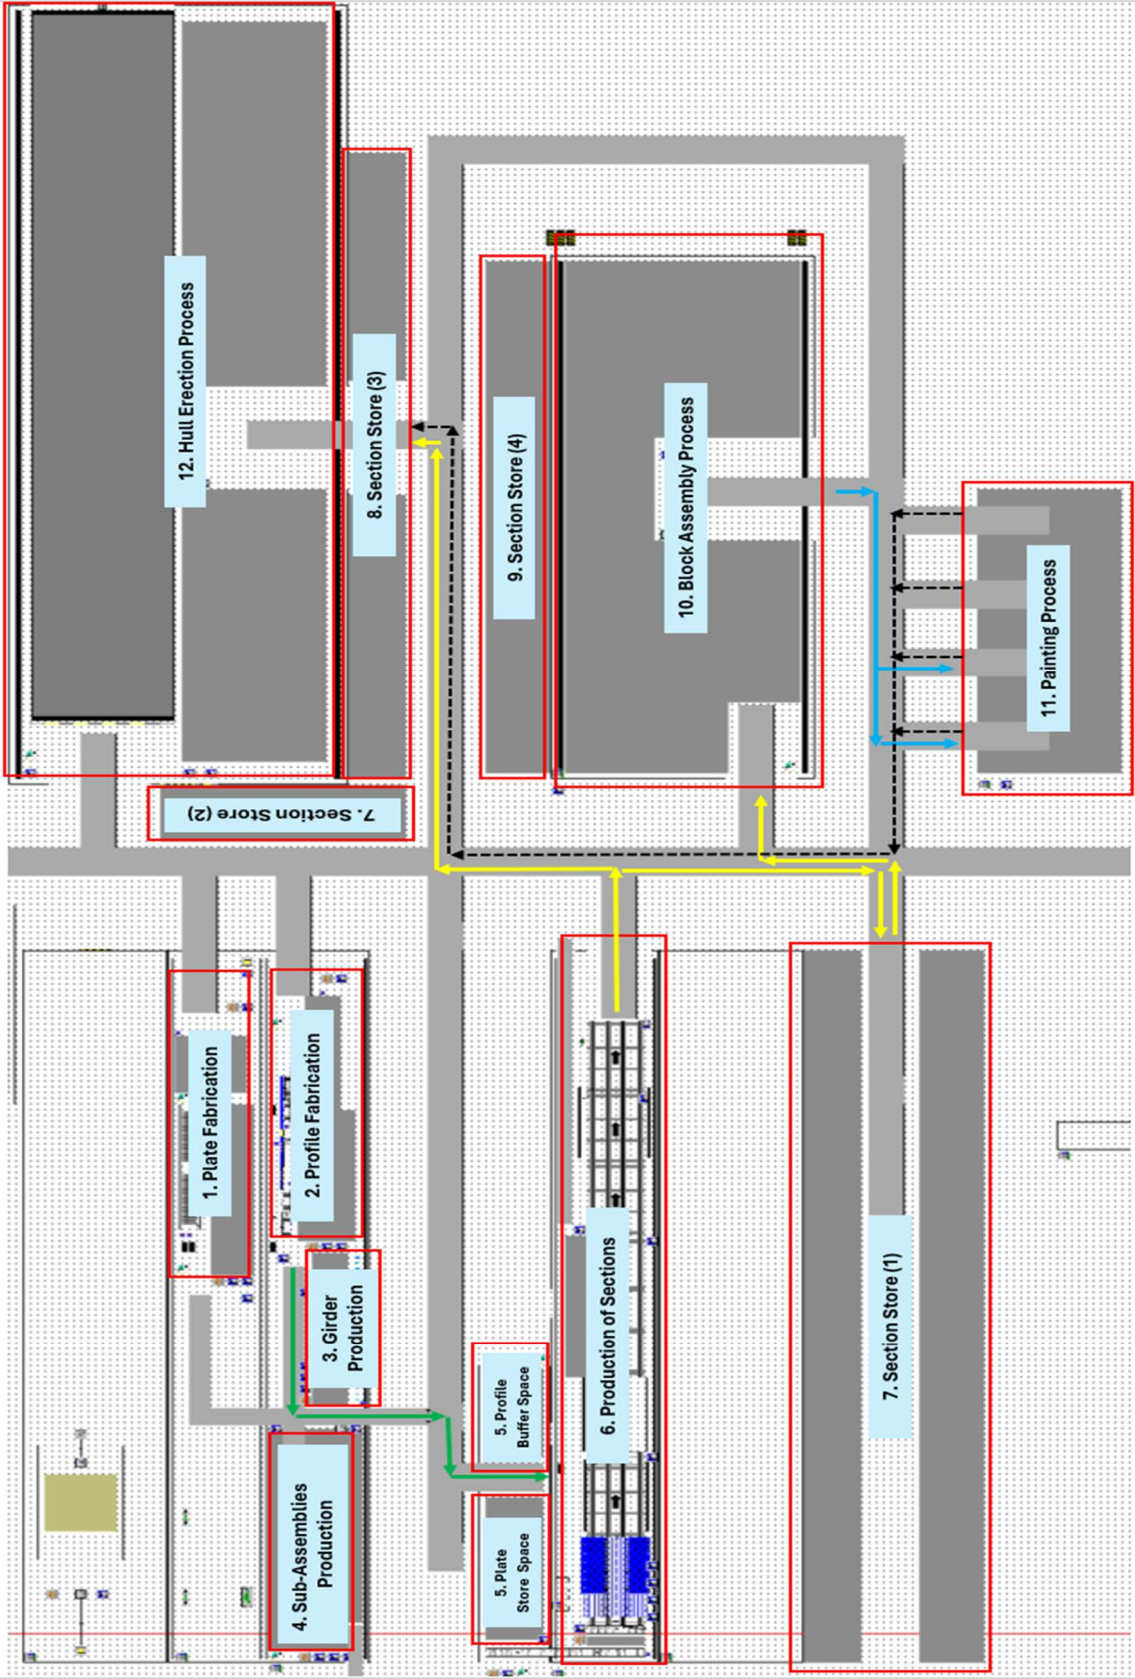 12. Hull Erection Process
8. Section Store (3)
7. Section Store (2)
9. Section Store (4)
10. Block Assembly Process
11. Painting Process
1. Plate Fabrication
2. Profile Fabrication
3. Girder
Production
4. Sub-Assemblies
Production
5. Profile
Buffer Space
5. Plate
Store Space
6. Production of Sections
7. Section Store (1)